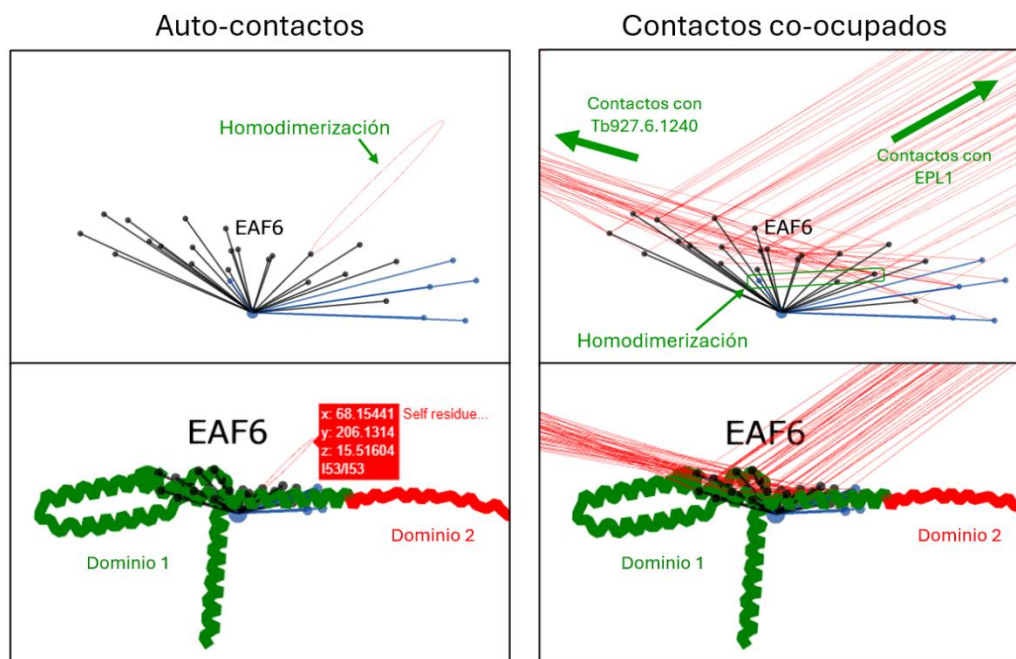 Auto-contactos
Contactos co-ocupados
Homodimerización
EAF6
Contactos con
Tb927.6.1240
Contactos con
EPL1
EAF6
Homodimerización
EAF6
x: 68.15441
y: 206.1314
z: 15.51604
I53/I53
Self residue...
Dominio 1
Dominio 2
EAF6
Dominio 1
Dominio 2